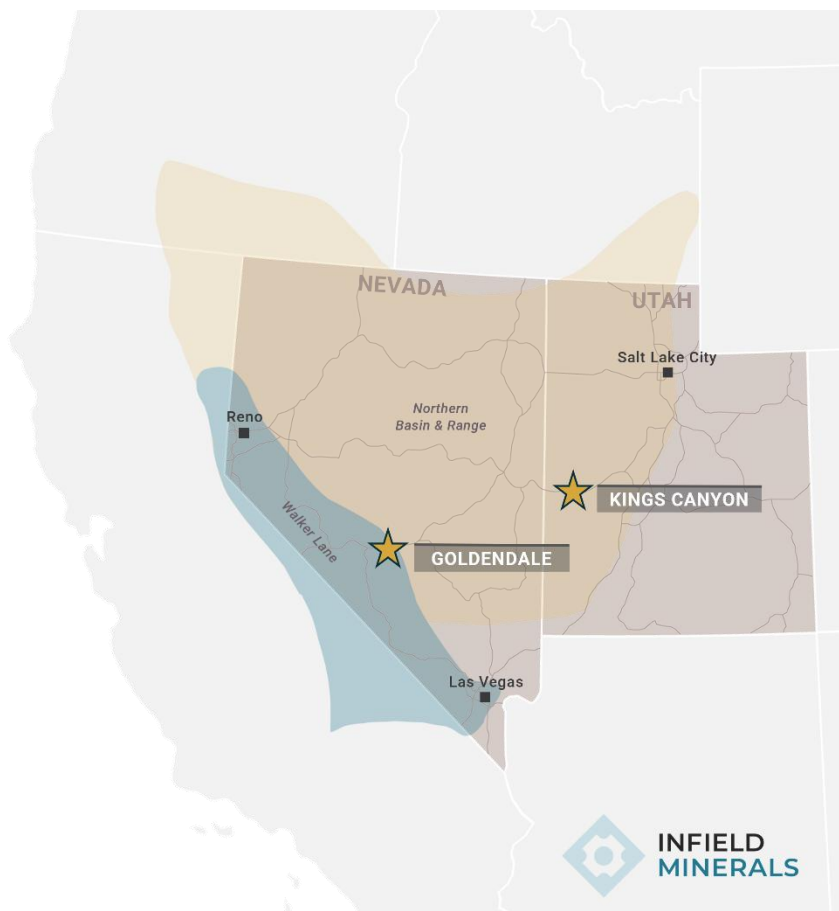 NEVADA
UTAH
Salt Lake City
Northern
Basin & Range
Reno
KINGS CANYON
Walker Lane
GOLDENDALE
Las Vegas
INFIELD
MINERALS